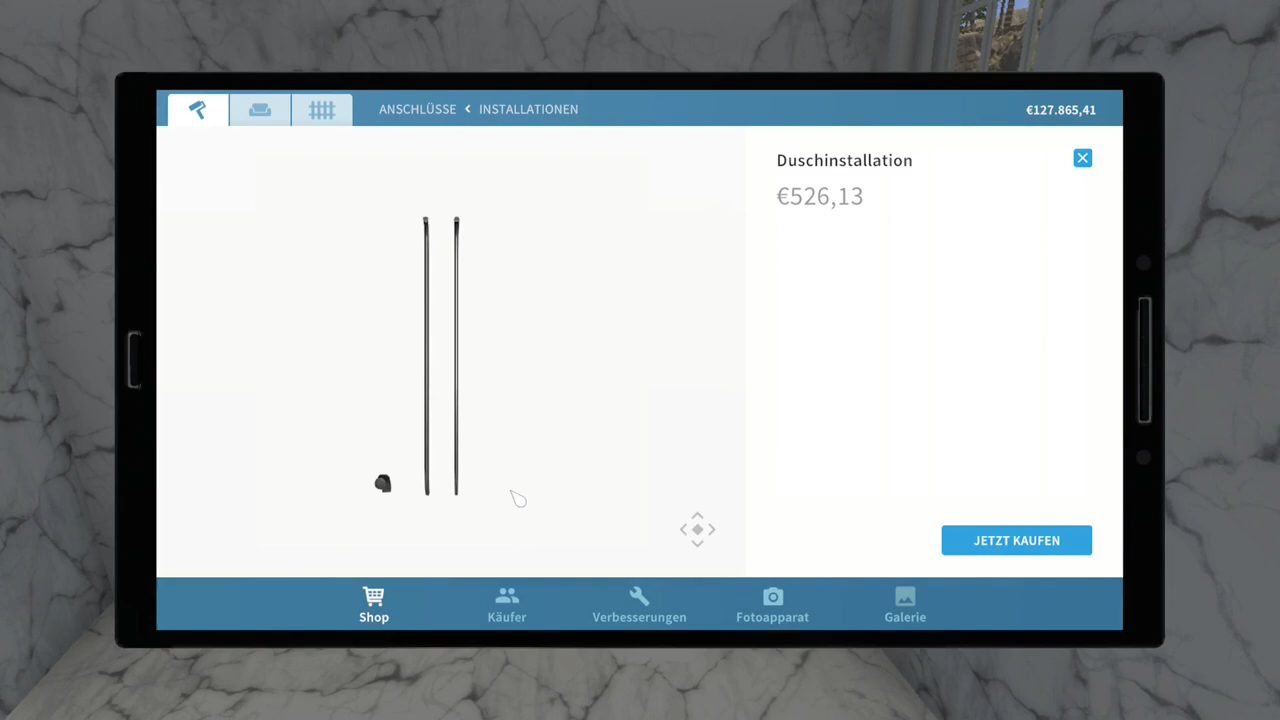 ANSCHLÜSSE < INSTALLATIONEN
€127.865,41
Duschinstallation
€526,13
JETZT KAUFEN
Shop
Käufer
Verbesserungen
Fotoapparat
Galerie